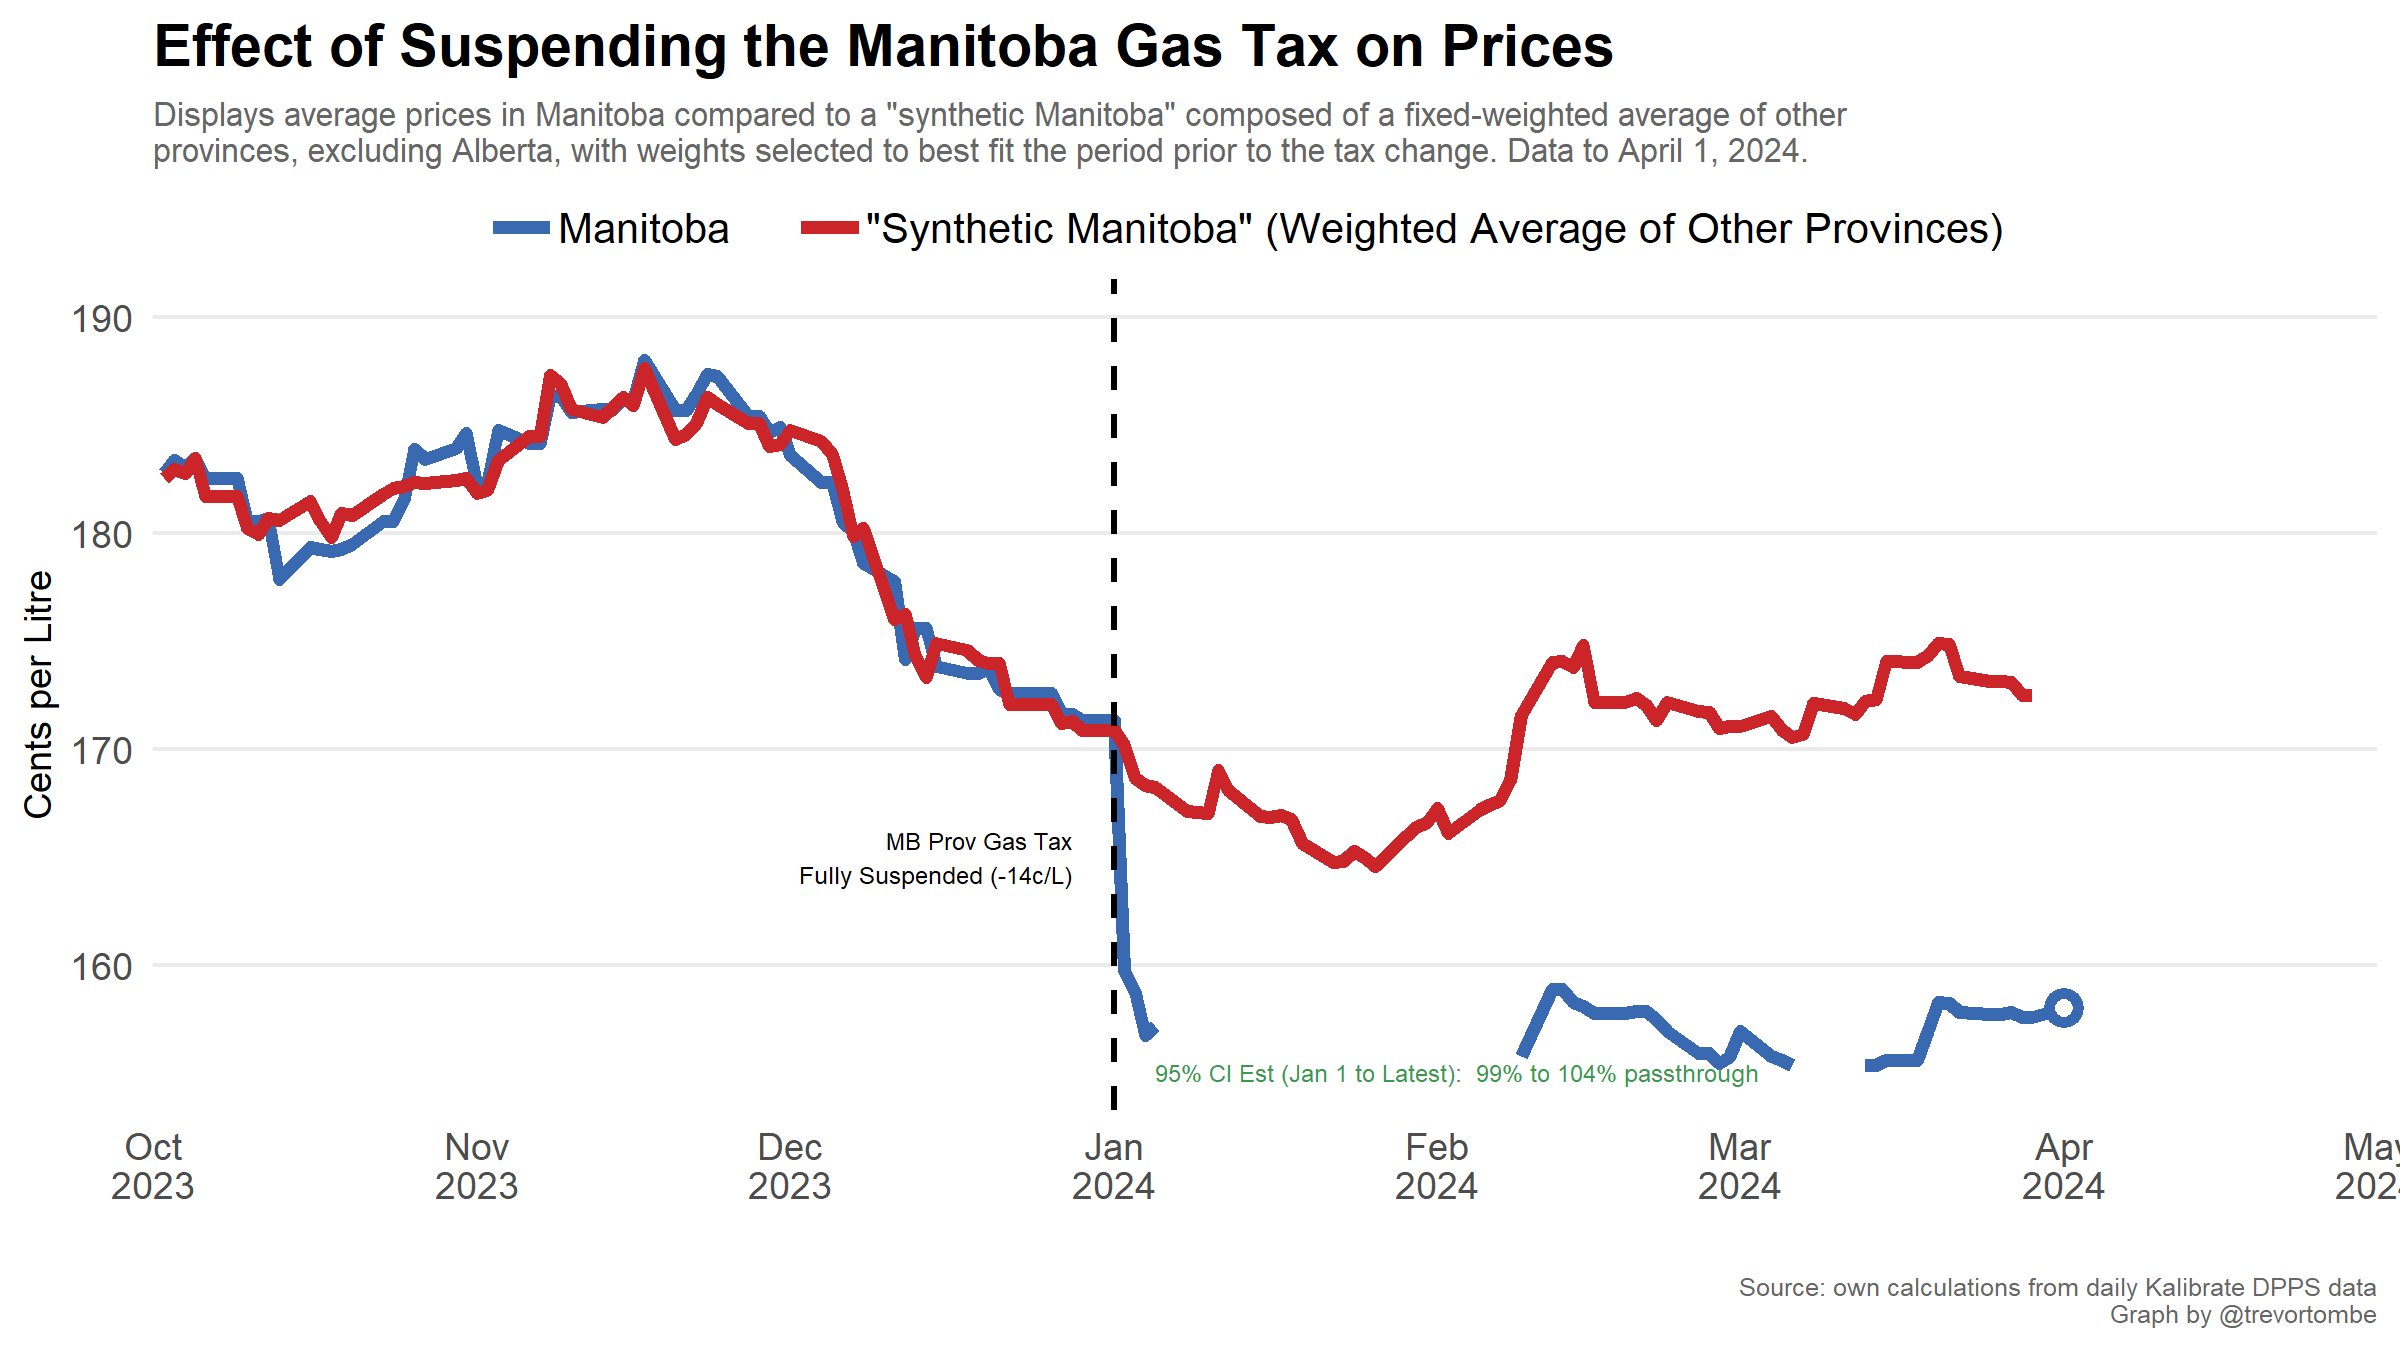 Effect of Suspending the Manitoba Gas Tax on Prices
Displays average prices in Manitoba compared to a "synthetic Manitoba" composed of a fixed-weighted average of other
provinces, excluding Alberta, with weights selected to best fit the period prior to the tax change. Data to April 1, 2024.
Manitoba
"Synthetic Manitoba" (Weighted Average of Other Provinces)
190
180
170
160
Cents per Litre
MB Prov Gas Tax
Fully Suspended (-14c/L)
95% CI Est (Jan 1 to Latest): 99% to 104% passthrough
Oct
2023
Nov
2023
Dec
2023
Jan
2024
Feb
2024
Mar
2024
Apr
2024
May
2024
Source: own calculations from daily Kalibrate DPPS data
Graph by @trevortombe